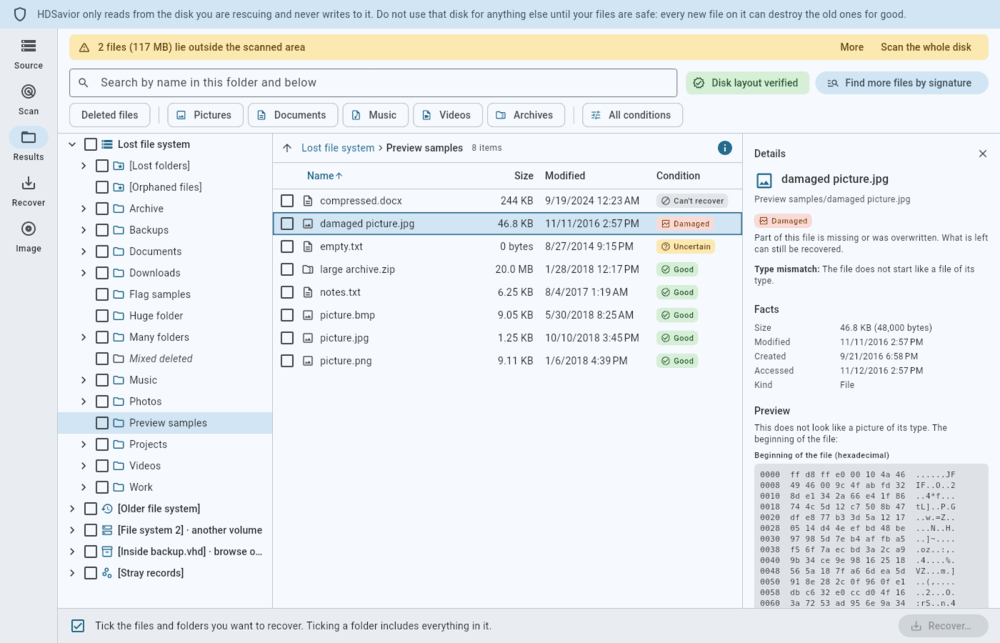 HDSavior only reads from the disk you are rescuing and never writes to it. Do not use that disk for anything else until your files are safe: every new file on it can destroy the old ones for good.
Source
Scan
Results
Recover
Image
2 files (117 MB) lie outside the scanned area
More
Scan the whole disk
Search by name in this folder and below
Disk layout verified
Find more files by signature
Deleted files
Pictures
Documents
Music
Videos
Archives
All conditions
Lost file system
[Lost folders]
[Orphaned files]
Archive
Backups
Documents
Downloads
Flag samples
Huge folder
Many folders
Mixed deleted
Music
Photos
Preview samples
Projects
Videos
Work
[Older file system]
[File system 2] · another volume
[Inside backup.vhd] · browse o...
[Stray records]
Lost file system > Preview samples 8 items
Name↑ Size Modified Condition
compressed.docx 244 KB 9/19/2024 12:23 AM Can't recover
damaged picture.jpg 46.8 KB 11/11/2016 2:57 PM Damaged
empty.txt 0 bytes 8/27/2014 9:15 PM Uncertain
large archive.zip 20.0 MB 1/28/2018 12:17 PM Good
notes.txt 6.25 KB 8/4/2017 1:19 AM Good
picture.bmp 9.05 KB 5/30/2018 8:25 AM Good
picture.jpg 1.25 KB 10/10/2018 3:45 PM Good
picture.png 9.11 KB 1/6/2018 4:39 PM Good
Details
damaged picture.jpg
Preview samples/damaged picture.jpg
Damaged
Part of this file is missing or was overwritten. What is left
can still be recovered.
Type mismatch: The file does not start like a file of its
type.
Facts
Size 46.8 KB (48,000 bytes)
Modified 11/11/2016 2:57 PM
Created 9/21/2016 6:58 PM
Accessed 11/12/2016 2:57 PM
Kind File
Preview
This does not look like a picture of its type. The
beginning of the file:
Beginning of the file (hexadecimal)
0000 ff d8 ff e0 00 10 4a 46 ......JF
0008 49 46 00 9c 4f ab fd 32 IF..O..2
0010 8d e1 34 2a 66 e4 1f 86 ..4*f...
0018 74 4c 5d 12 c7 50 8b 47 tL]..P.G
0020 df e8 77 b3 3d 5a 12 17 ..w.=Z..
0028 05 14 d4 4e ef bd 48 be ...N..H.
0030 97 98 5d 7e b4 af fb a5 ..]~....
0038 f5 6f 7a ec bd 3a 2c a9 .oz..:,.
0040 9b 34 ce 9e 98 16 25 18 .4....%.
0048 56 5a 18 7f a6 6d ea 5d VZ...m.]
0050 91 8e 28 2c 0f 96 0f e1 ..(,....
0058 db c6 32 e0 cc d0 4f 16 ..2...O.
0060 3a 72 53 ad 95 6e 9a 34 :rS..n.4
Tick the files and folders you want to recover. Ticking a folder includes everything in it.
Recover...